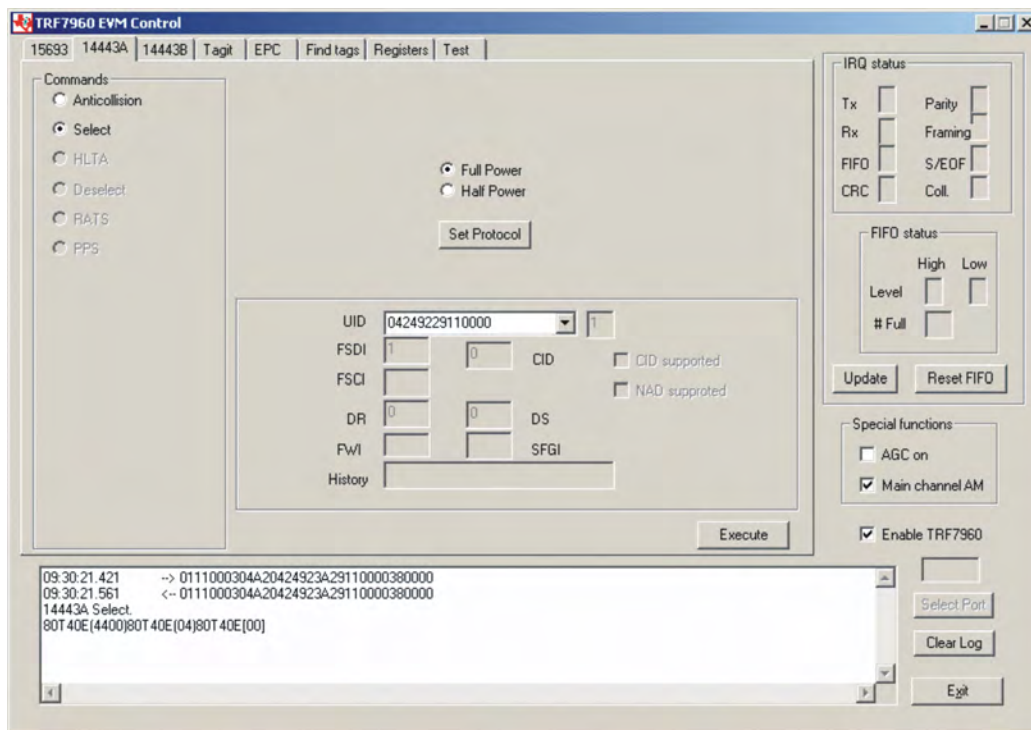 TRF7960 EVM Control
15693 14443A 14443B Tagit EPC Find tags Registers Test
Commands
Anticollision
Select
HLTA
Deselect
RATS
PPS
Full Power
Half Power
Set Protocol
UID 04249229110000 1
FSDI 1 0 CID CID supported
FSCI NAD supproted
DR 0 0 DS
FWI SFGI
History
Execute
IRQ status
Tx Parity
Rx Framing
FIFO S/EOF
CRC Coll.
FIFO status
High Low
Level
# Full
Update Reset FIFO
Special functions
AGC on
Main channel AM
Enable TRF7960
Select Port
Clear Log
Exit
09:30:21.421 --> 0111000304A20424923A29110000380000
09:30:21.561 <-- 0111000304A20424923A29110000380000
14443A Select.
80T40E(4400)80T40E(04)80T40E[00]